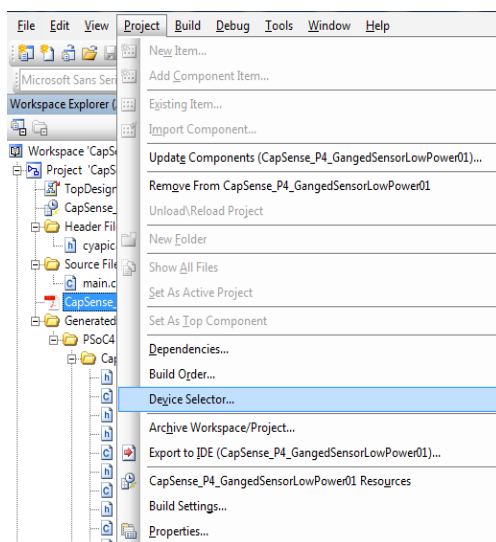 File Edit View Project Build Debug Tools Window Help
New Item...
Microsoft Sans Seri
Add Component Item...
Workspace Explorer (
Existing Item...
Import Component...
Workspace 'CapS
Update Components (CapSense_P4_GangedSensorLowPower01)...
Project 'CapS
TopDesign
Remove From CapSense_P4_GangedSensorLowPower01
CapSense_
Unload\Reload Project
Header Fil
New Folder
cyapic
Source File
Show All Files
main.c
Set As Active Project
CapSense_
Generated
Set As Top Component
PSoC4
Dependencies...
Cap
Build Order...
h
c
Device Selector...
h
c
Archive Workspace/Project...
h
Export to IDE (CapSense_P4_GangedSensorLowPower01)...
c
h
CapSense_P4_GangedSensorLowPower01 Resources
c
Build Settings...
h
c
Properties...